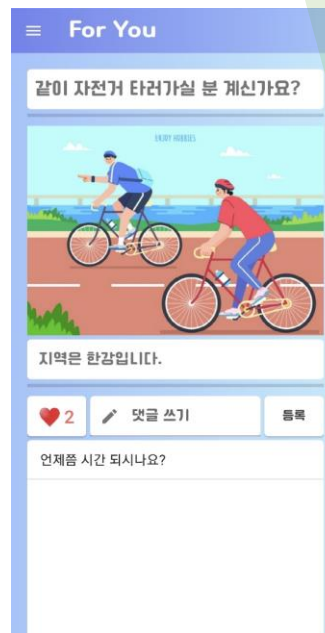 For You
같이 자전거 타러가실 분 계신가요?
ENJOY HOBBIES
지역은 한강입니다.
2
댓글 쓰기
등록
언제쯤 시간 되시나요?